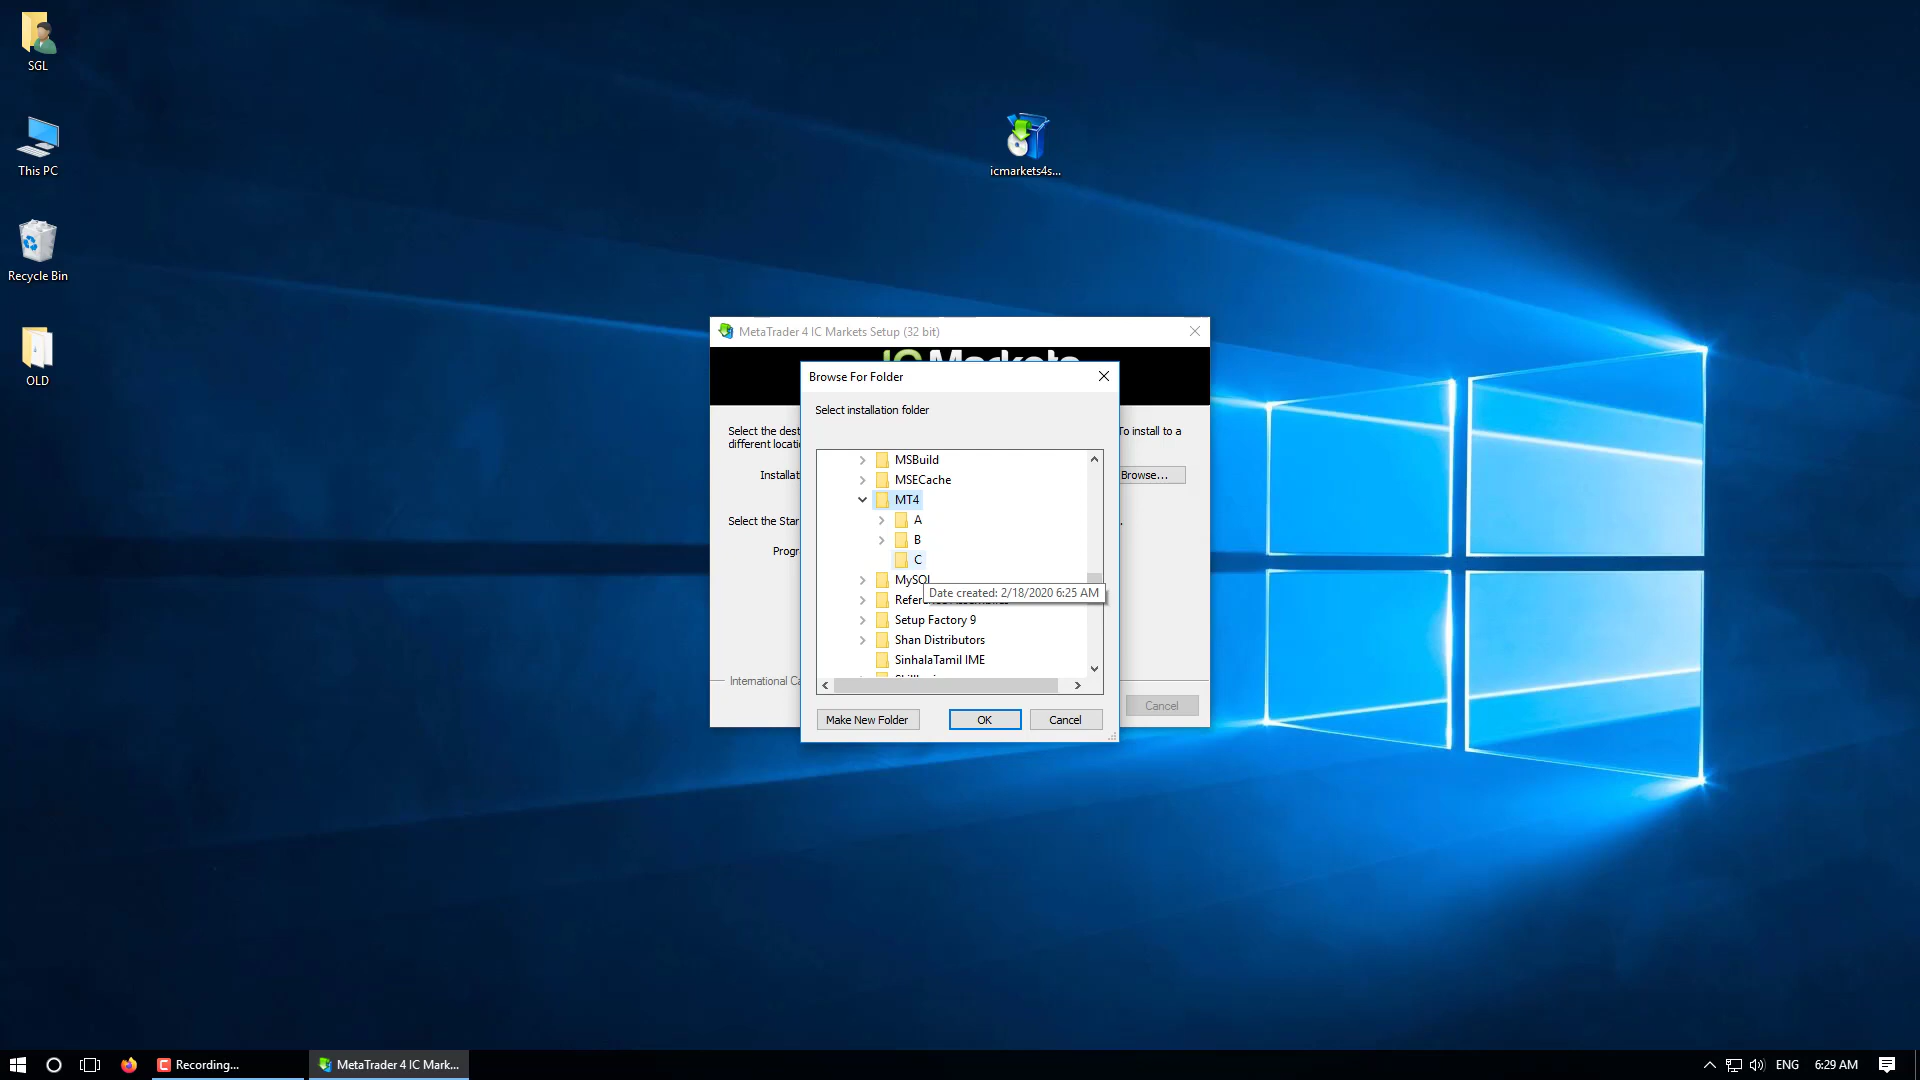 SGL
This PC
Recycle Bin
OLD
icmarkets4s...
MetaTrader 4 IC Markets Setup (32 bit)
IC Markets
Browse For Folder
Select installation folder
Select the dest
To install to a
different locati
Installat
Browse...
Select the Star
Progr
MSBuild
MSECache
MT4
A
B
C
MySQL
Date created: 2/18/2020 6:25 AM
Setup Factory 9
Shan Distributors
SinhalaTamil IME
International Ca
Make New Folder
OK
Cancel
Cancel
Recording...
MetaTrader 4 IC Mark...
ENG
6:29 AM